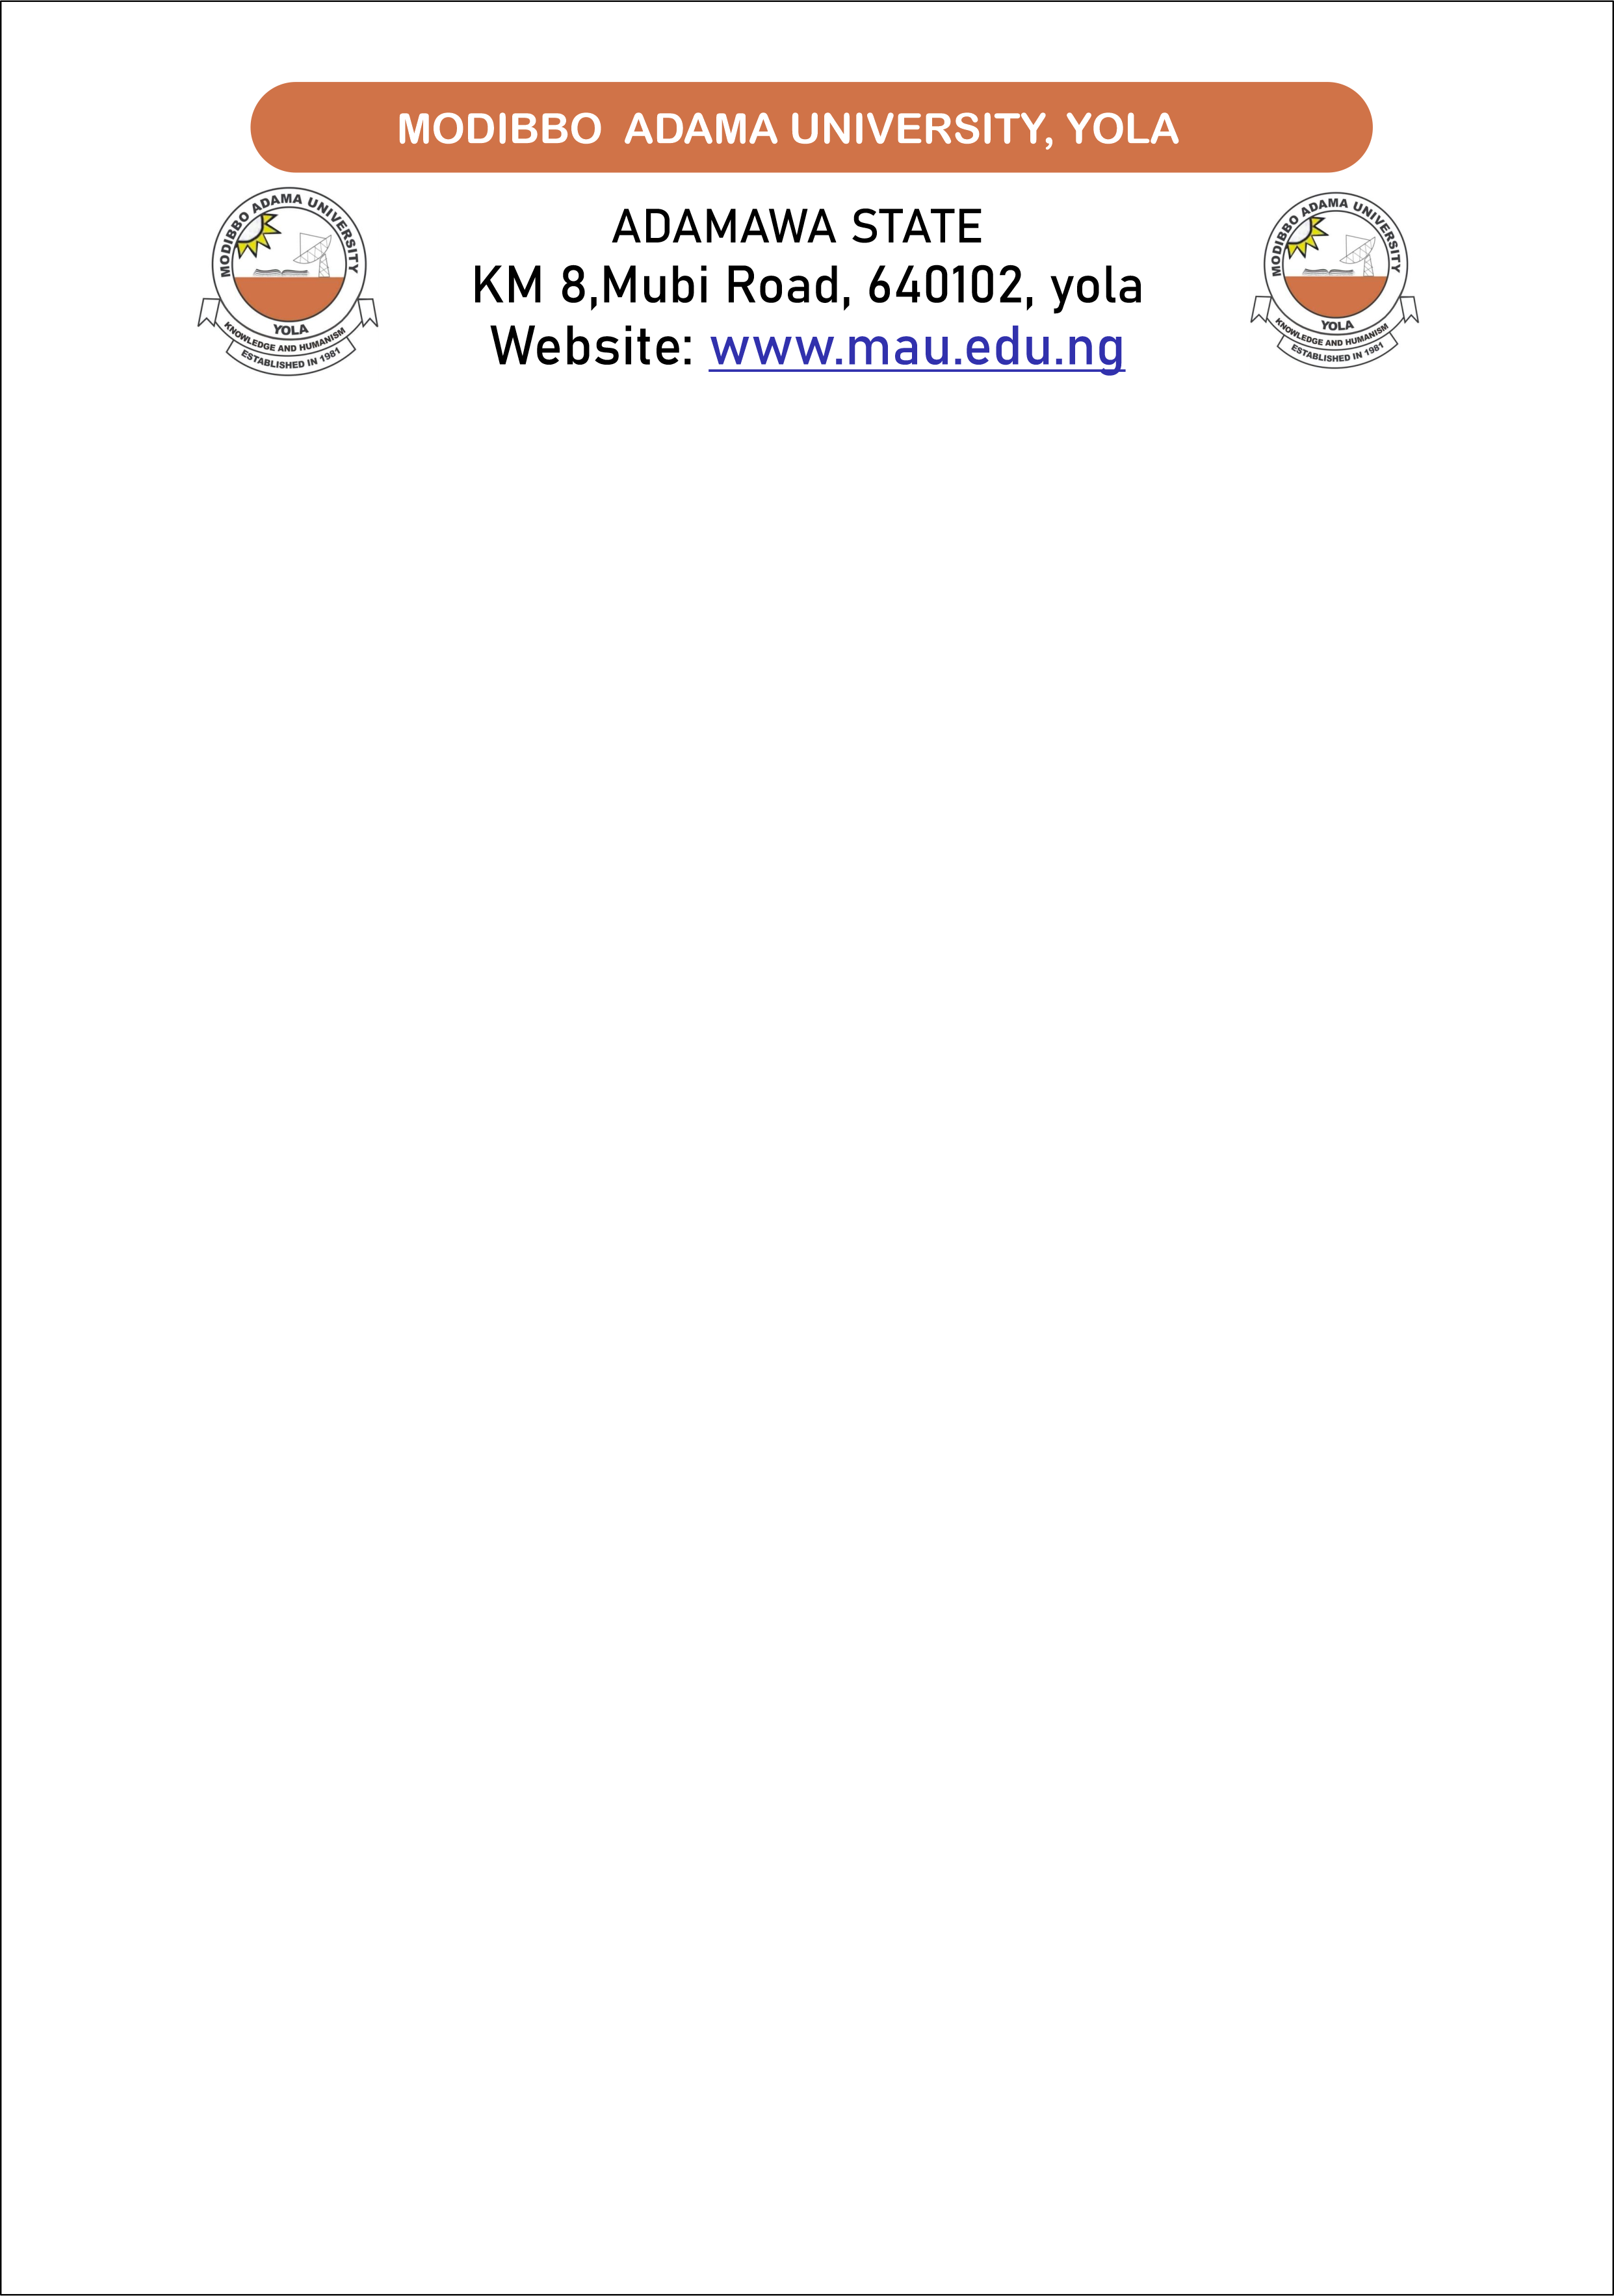 MODIBBO ADAMA UNIVERSITY, YOLA
MODIBBO ADAMA UNIVERSITY
YOLA
KNOWLEDGE AND HUMANISM
ESTABLISHED IN 1981
ADAMAWA STATE
KM 8,Mubi Road, 640102, yola
Website: www.mau.edu.ng
MODIBBO ADAMA UNIVERSITY
YOLA
KNOWLEDGE AND HUMANISM
ESTABLISHED IN 1981